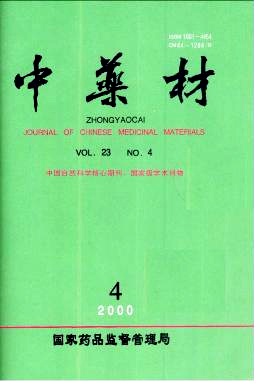 ISSN 1001-4454
CN44-1286/R
中药材
ZHONGYAOCAI
JOURNAL OF CHINESE MEDICINAL MATERIALS
VOL. 23 NO. 4
中国自然科学核心期刊、国家级学术刊物
4
2000
国家药品监督管理局